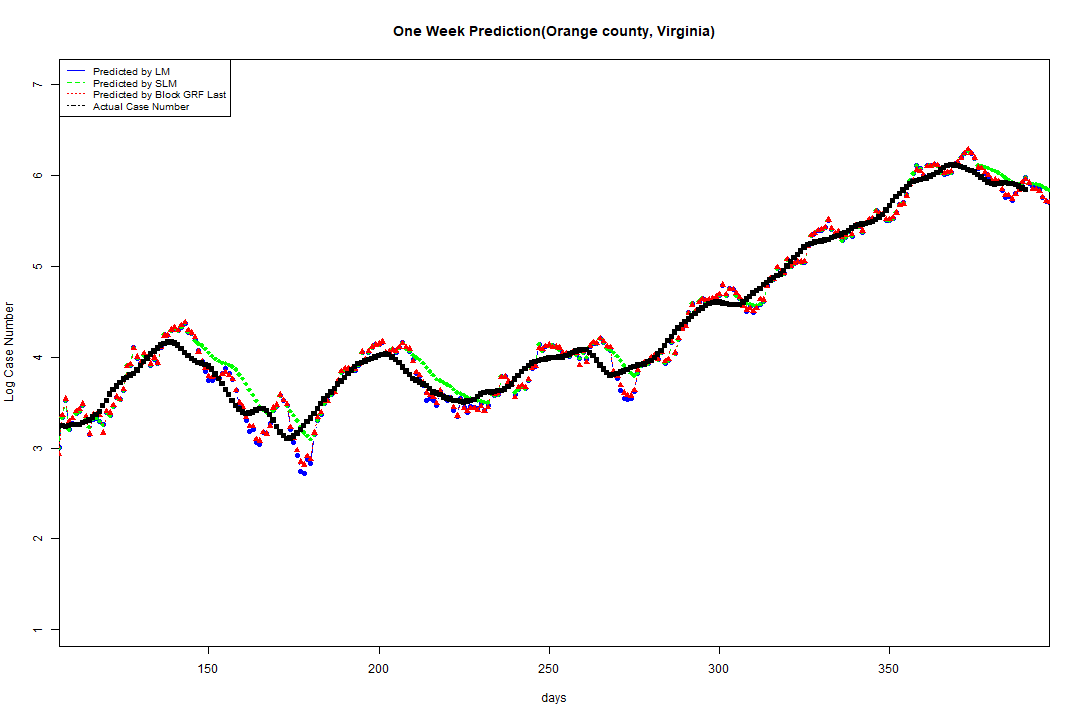 One Week Prediction(Orange county, Virginia)
Predicted by LM
Predicted by SLM
Predicted by Block GRF Last
Actual Case Number
7
6
5
4
3
2
1
Log Case Number
150 200 250 300 350
days